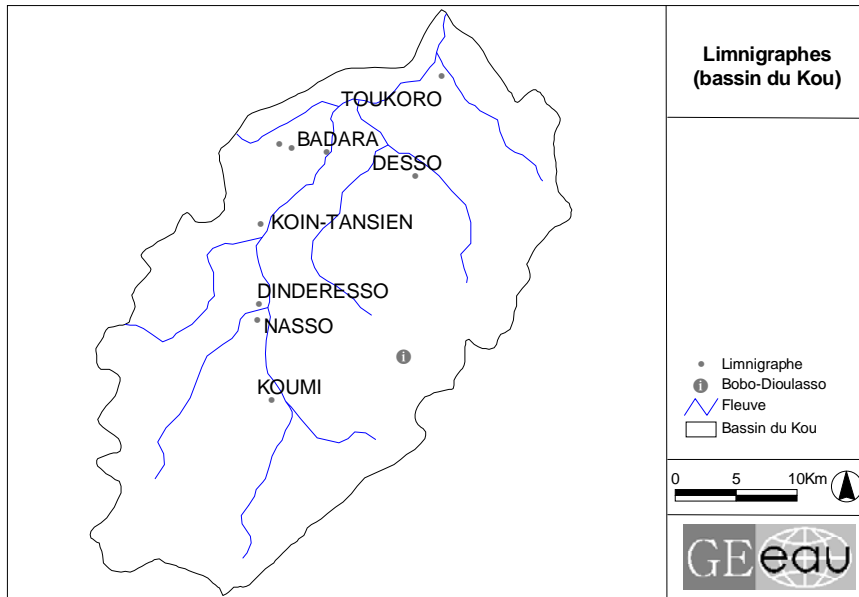 Limnigraphes
(bassin du Kou)
TOUKORO
BADARA
DESSO
KOIN-TANSIEN
DINDERESSO
NASSO
KOUMI
i
Limnigraphe
i Bobo-Dioulasso
Fleuve
Bassin du Kou
0 5 10Km
GEeau